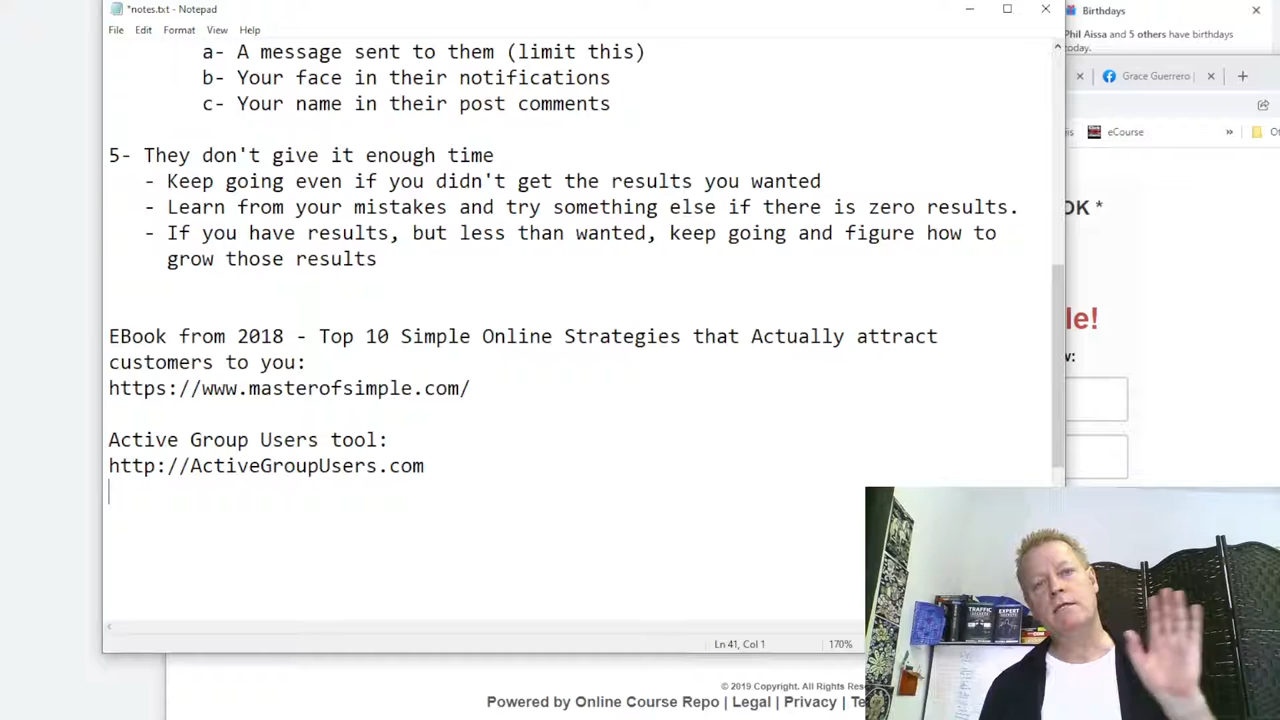 *notes.txt - Notepad
File Edit Format View Help
a- A message sent to them (limit this)
b- Your face in their notifications
c- Your name in their post comments
5- They don't give it enough time
- Keep going even if you didn't get the results you wanted
- Learn from your mistakes and try something else if there is zero results.
- If you have results, but less than wanted, keep going and figure how to
grow those results
EBook from 2018 - Top 10 Simple Online Strategies that Actually attract
customers to you:
https://www.masterofsimple.com/
Active Group Users tool:
http://ActiveGroupUsers.com
Ln 41, Col 1 170%
Birthdays
Phil Aissa and 5 others have birthdays
today.
Grace Guerrero
eCourse
OK *
le!
w:
TRAFFIC
EXPERT
© 2019 Copyright. All Rights Rese
Powered by Online Course Repo | Legal | Privacy | Te